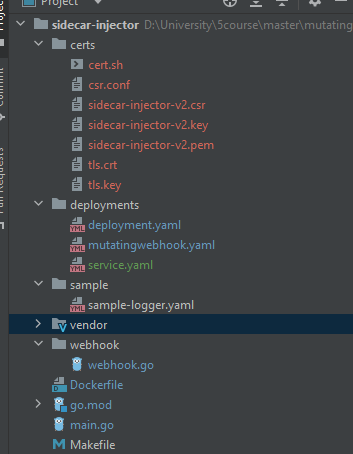 Project
sidecar-injector D:\University\5course\master\mutating
certs
cert.sh
csr.conf
sidecar-injector-v2.csr
sidecar-injector-v2.key
sidecar-injector-v2.pem
tls.crt
tls.key
deployments
deployment.yaml
mutatingwebhook.yaml
service.yaml
sample
sample-logger.yaml
vendor
webhook
webhook.go
Dockerfile
go.mod
main.go
Makefile
Commit
Pull Requests